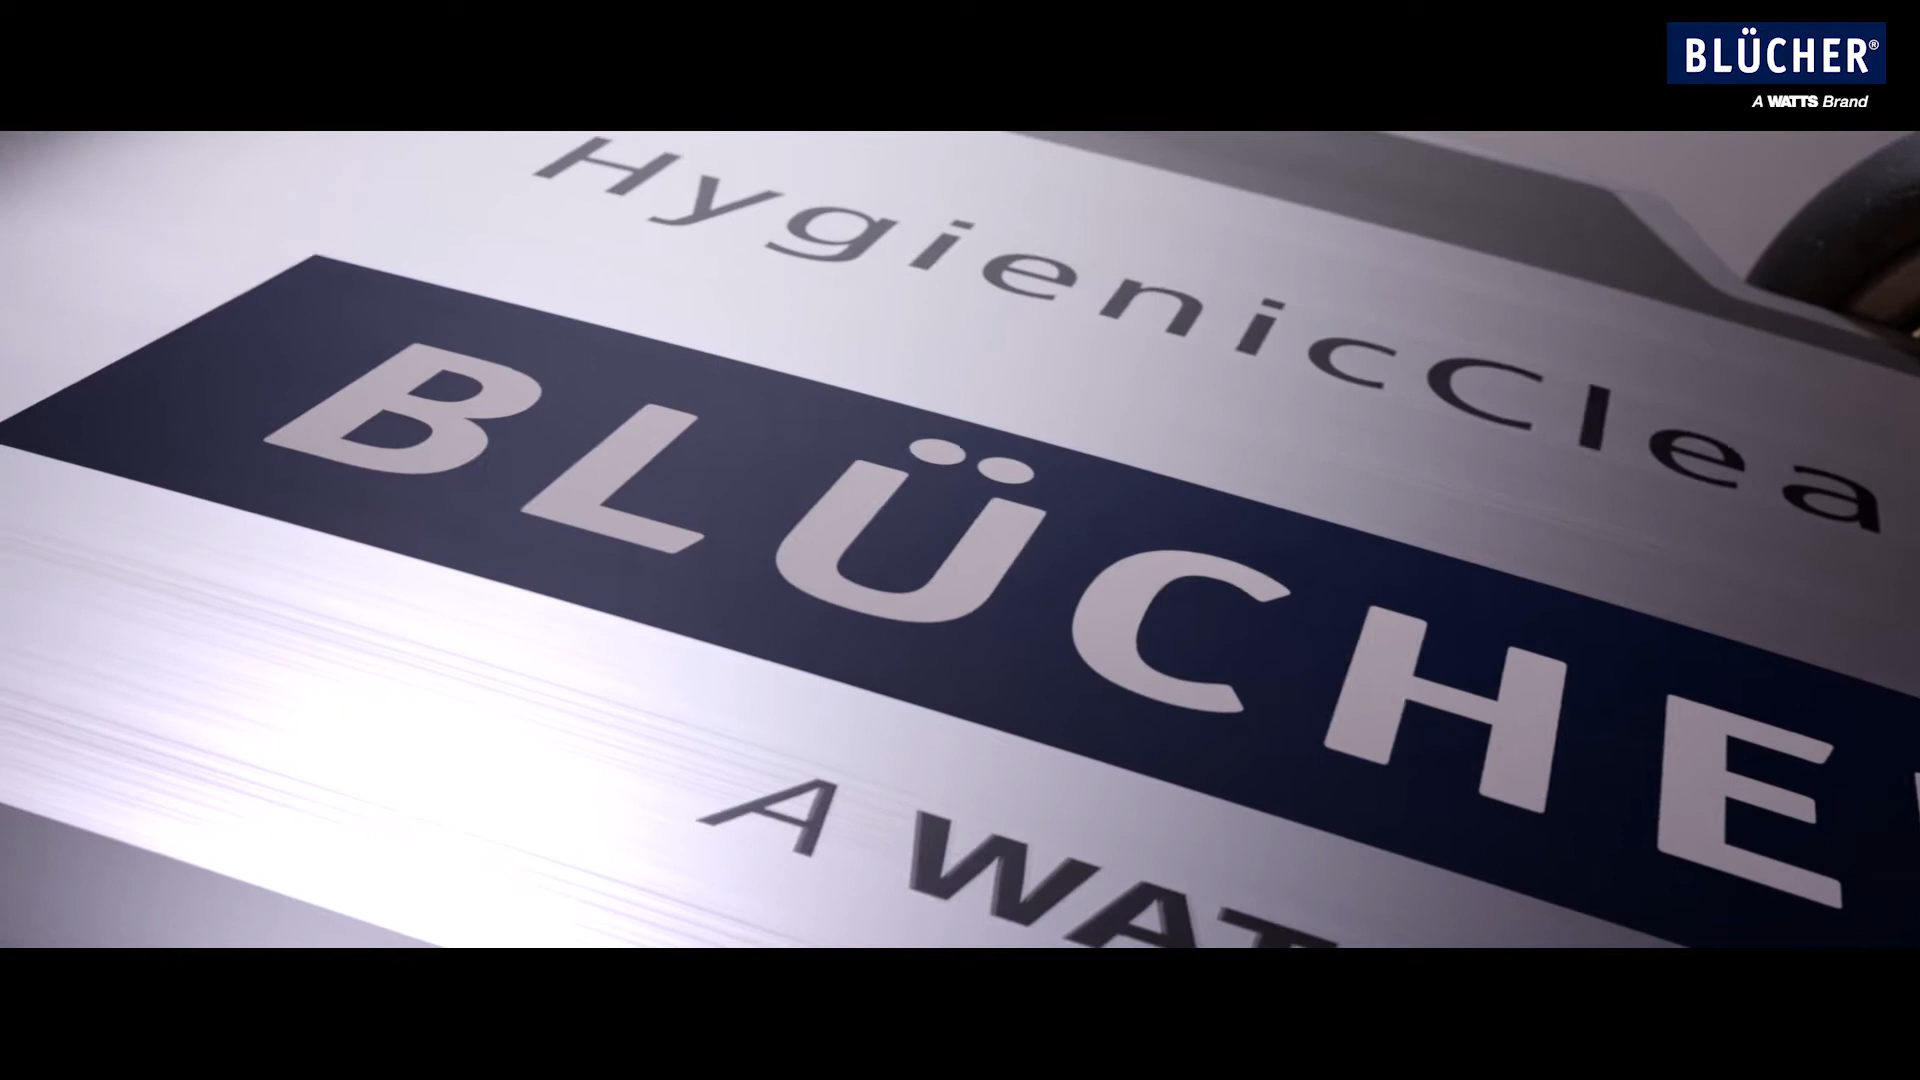 BLÜCHER®
A WATTS Brand
HygienicClea
BLÜCHE
A WAT